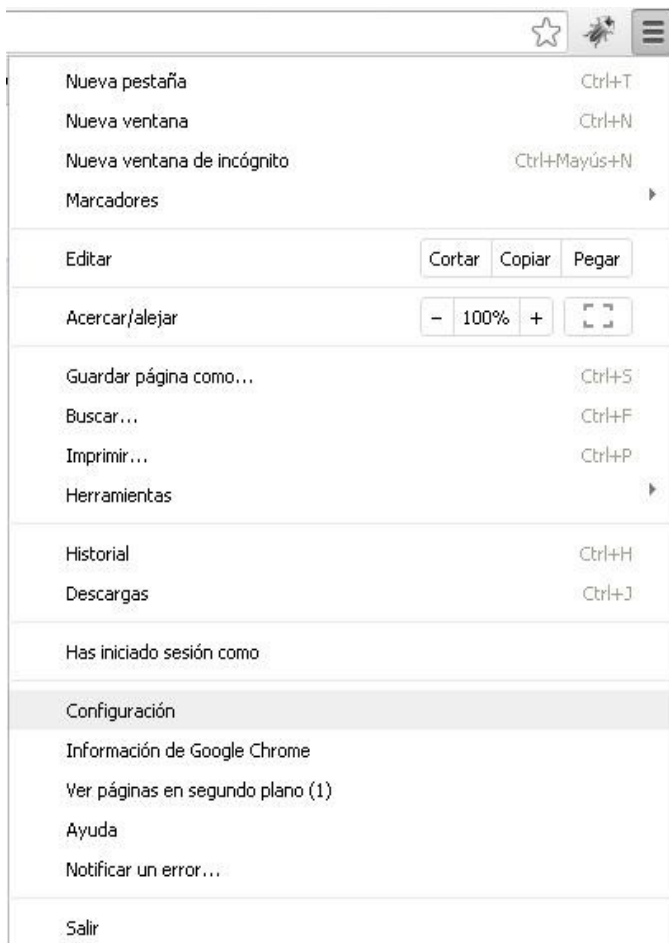 Nueva pestaña Ctrl+T
Nueva ventana Ctrl+N
Nueva ventana de incógnito Ctrl+Mayús+N
Marcadores
Editar Cortar Copiar Pegar
Acercar/alejar - 100% +
Guardar página como... Ctrl+S
Buscar... Ctrl+F
Imprimir... Ctrl+P
Herramientas
Historial Ctrl+H
Descargas Ctrl+J
Has iniciado sesión como
Configuración
Información de Google Chrome
Ver páginas en segundo plano (1)
Ayuda
Notificar un error...
Salir